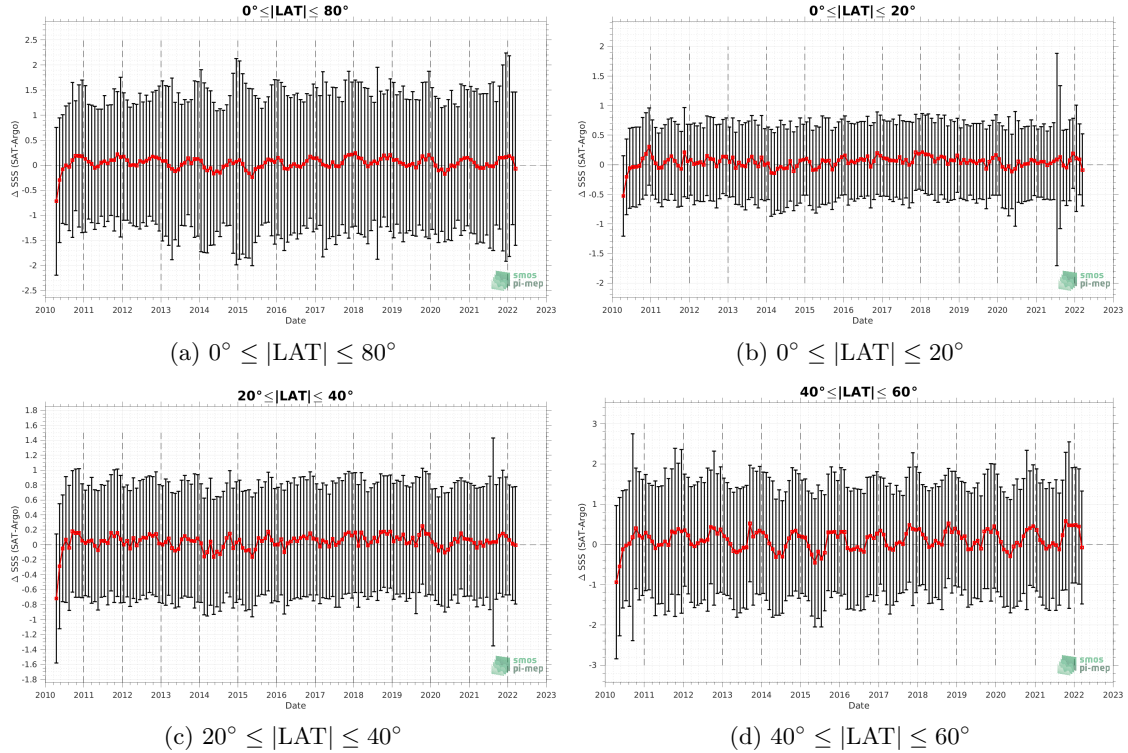 0°≤|LAT|≤ 80°
2.5
2
1.5
1
0.5
0
-0.5
-1
-1.5
-2
-2.5
Δ SSS (SAT-Argo)
2010 2011 2012 2013 2014 2015 2016 2017 2018 2019 2020 2021 2022 2023
Date
smos
pi-mep
(a) 0° ≤ |LAT| ≤ 80°
0°≤|LAT|≤ 20°
2
1.5
1
0.5
0
-0.5
-1
-1.5
-2
Δ SSS (SAT-Argo)
2010 2011 2012 2013 2014 2015 2016 2017 2018 2019 2020 2021 2022 2023
Date
smos
pi-mep
(b) 0° ≤ |LAT| ≤ 20°
20°≤|LAT|≤ 40°
1.8
1.6
1.4
1.2
1
0.8
0.6
0.4
0.2
0
-0.2
-0.4
-0.6
-0.8
-1
-1.2
-1.4
-1.6
-1.8
Δ SSS (SAT-Argo)
2010 2011 2012 2013 2014 2015 2016 2017 2018 2019 2020 2021 2022 2023
Date
smos
pi-mep
(c) 20° ≤ |LAT| ≤ 40°
40°≤|LAT|≤ 60°
3
2
1
0
-1
-2
-3
Δ SSS (SAT-Argo)
2010 2011 2012 2013 2014 2015 2016 2017 2018 2019 2020 2021 2022 2023
Date
smos
pi-mep
(d) 40° ≤ |LAT| ≤ 60°